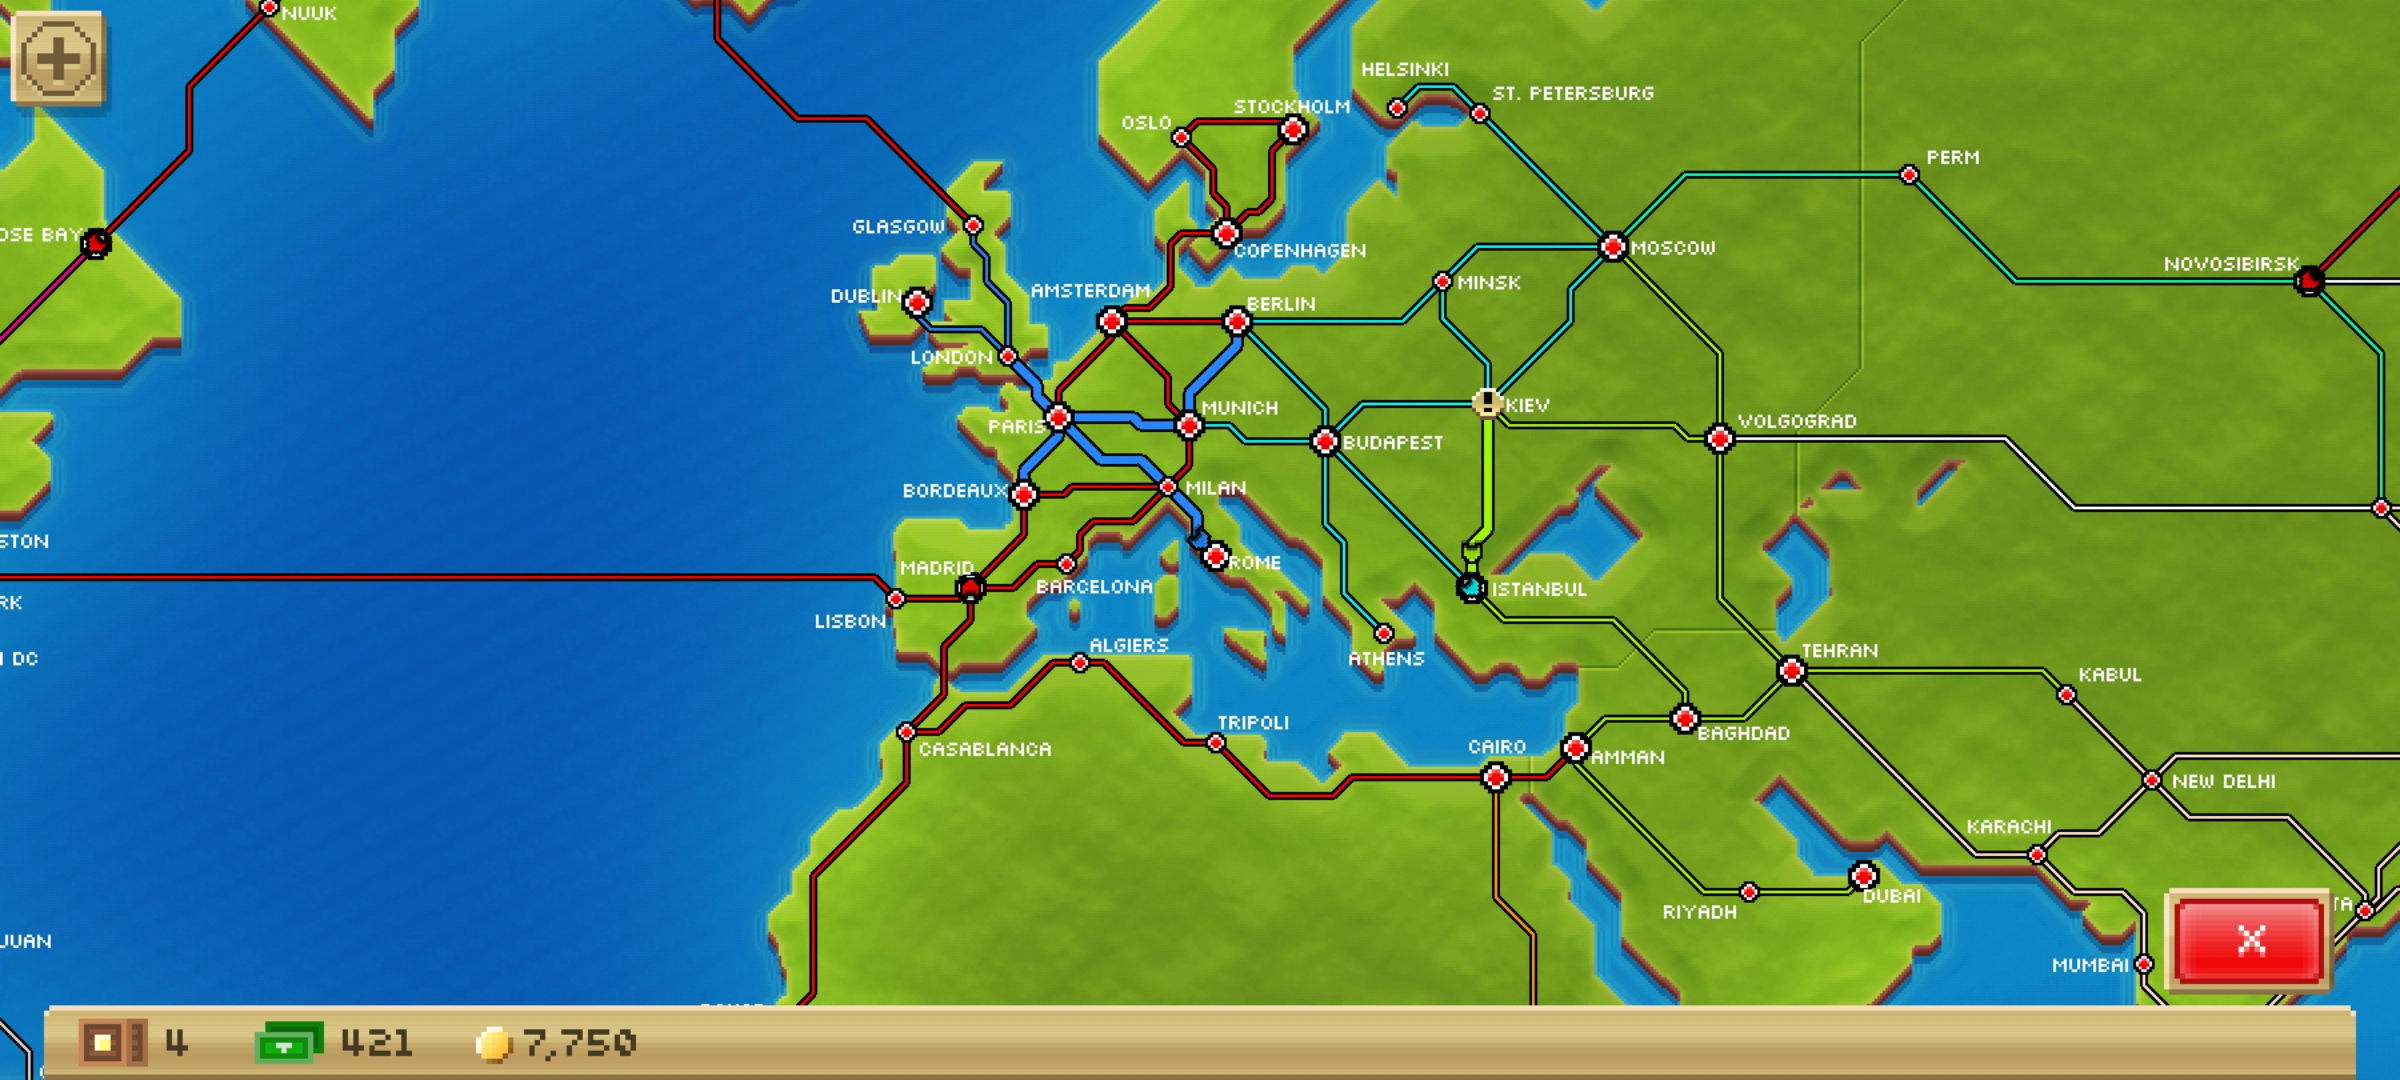 NUUK
HELSINKI
ST. PETERSBURG
STOCKHOLM
OSLO
PERM
GLASGOW
OSE BAY
COPENHAGEN
MOSCOW
NOVOSIBIRSK
MINSK
DUBLIN
AMSTERDAM
BERLIN
LONDON
MUNICH
KIEV
PARIS
VOLGOGRAD
BUDAPEST
BORDEAUX
MILAN
STON
ROME
MADRID
BARCELONA
ISTANBUL
RK
LISBON
ALGIERS
ATHENS
TEHRAN
I DC
KABUL
TRIPOLI
BAGHDAD
CASABLANCA
CAIRO
AMMAN
NEW DELHI
KARACHI
DUBAI
TA
RIYADH
JUAN
MUMBAI
X
4 421 7,750